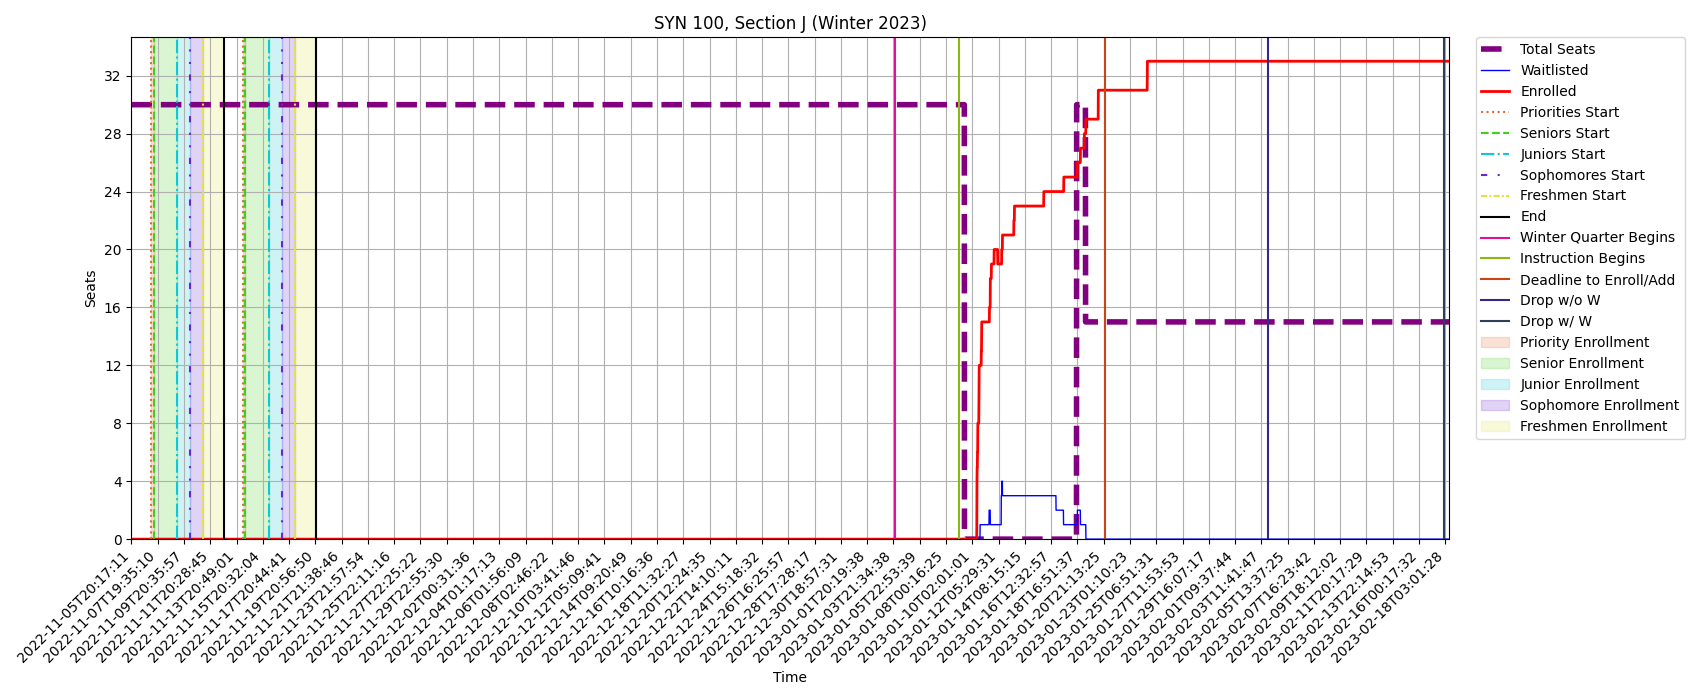 SYN 100, Section J (Winter 2023)
Seats
32
28
24
20
16
12
8
4
0
2022-11-05T20:17:11
2022-11-07T19:35:10
2022-11-09T20:35:57
2022-11-11T20:28:45
2022-11-13T20:49:01
2022-11-15T20:32:04
2022-11-17T20:44:41
2022-11-19T20:56:50
2022-11-21T21:38:46
2022-11-23T21:57:54
2022-11-25T22:11:16
2022-11-27T22:25:22
2022-11-29T22:55:30
2022-12-02T00:31:36
2022-12-04T01:17:13
2022-12-06T01:56:09
2022-12-08T02:46:22
2022-12-10T03:41:46
2022-12-12T05:09:41
2022-12-14T09:20:49
2022-12-16T10:16:36
2022-12-18T11:32:27
2022-12-20T12:24:35
2022-12-22T14:10:11
2022-12-24T15:18:32
2022-12-26T16:25:57
2022-12-28T17:28:17
2022-12-30T18:57:31
2023-01-01T20:19:38
2023-01-03T21:34:38
2023-01-05T22:53:39
2023-01-08T00:16:25
2023-01-10T02:01:01
2023-01-12T05:29:31
2023-01-14T08:15:15
2023-01-16T12:32:57
2023-01-18T16:51:37
2023-01-20T21:13:25
2023-01-23T01:10:23
2023-01-25T06:51:31
2023-01-27T11:53:53
2023-01-29T16:07:17
2023-02-01T09:37:44
2023-02-03T11:41:47
2023-02-05T13:37:25
2023-02-07T16:23:42
2023-02-09T18:12:02
2023-02-11T20:17:29
2023-02-13T22:14:53
2023-02-16T00:17:32
2023-02-18T03:01:28
Time
Total Seats
Waitlisted
Enrolled
Priorities Start
Seniors Start
Juniors Start
Sophomores Start
Freshmen Start
End
Winter Quarter Begins
Instruction Begins
Deadline to Enroll/Add
Drop w/o W
Drop w/ W
Priority Enrollment
Senior Enrollment
Junior Enrollment
Sophomore Enrollment
Freshmen Enrollment